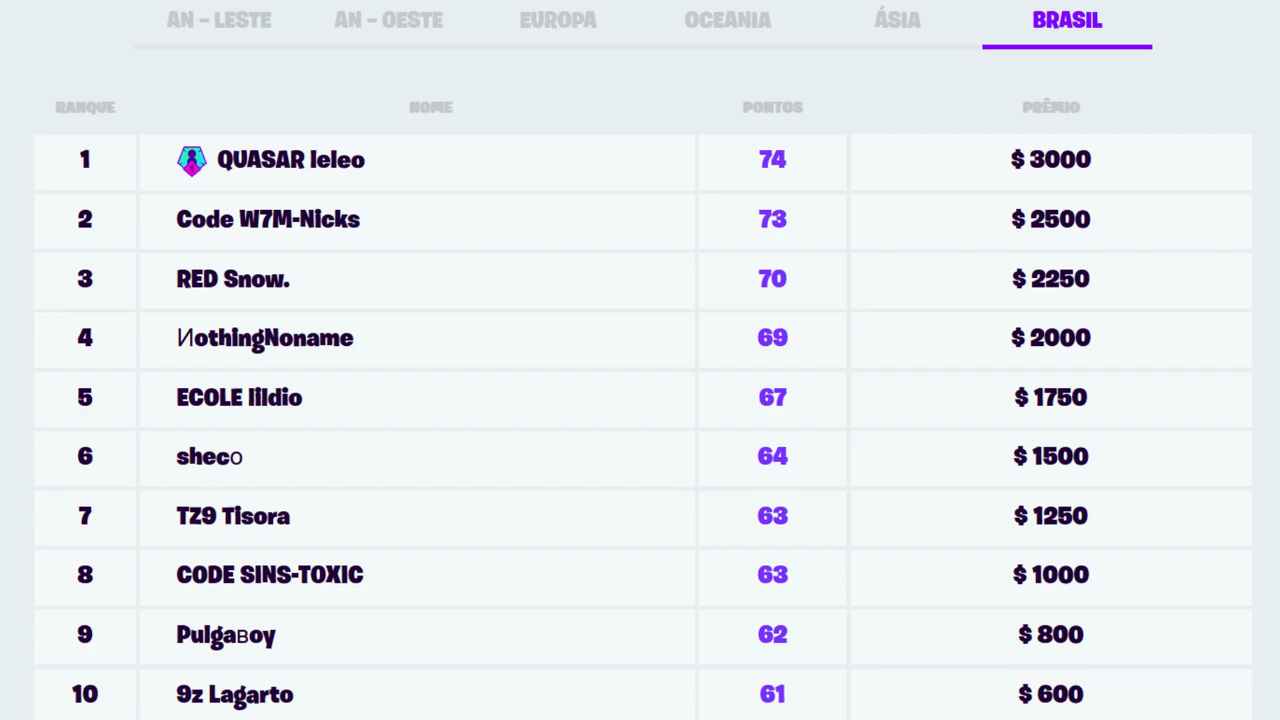 AN – LESTE AN – OESTE EUROPA OCEANIA ÁSIA BRASIL
RANQUE NOME PONTOS PRÊMIO
1 QUASAR leleo 74 $ 3000
2 Code W7M-Nicks 73 $ 2500
3 RED Snow. 70 $ 2250
4 ИothingNoname 69 $ 2000
5 ECOLE lildio 67 $ 1750
6 shecо 64 $ 1500
7 TZ9 Tisora 63 $ 1250
8 CODE SINS-TOXIC 63 $ 1000
9 Pulgaвoy 62 $ 800
10 9z Lagarto 61 $ 600